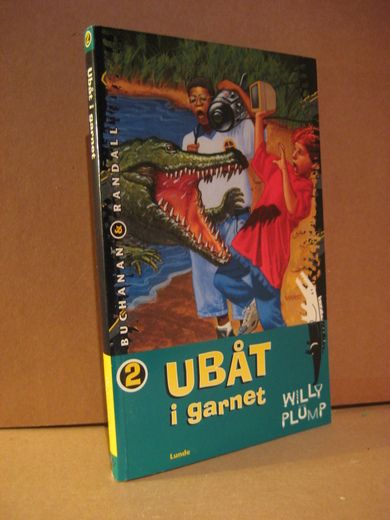 2
Ubåt i garnet
BUCHANAN & RANDALL
2
UBÅT
i garnet
WILLY
PLUMP
Lunde